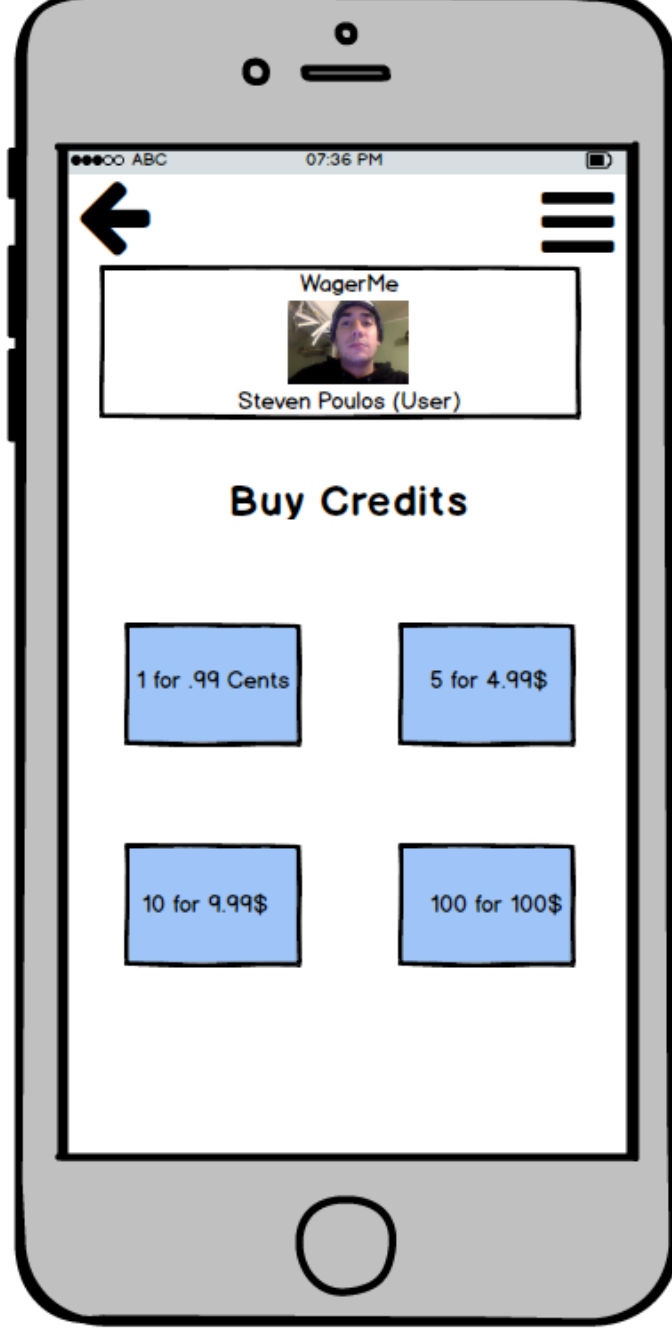 ABC 07:36 PM
WagerMe
Steven Poulos (User)
Buy Credits
1 for .99 Cents
5 for 4.99$
10 for 9.99$
100 for 100$